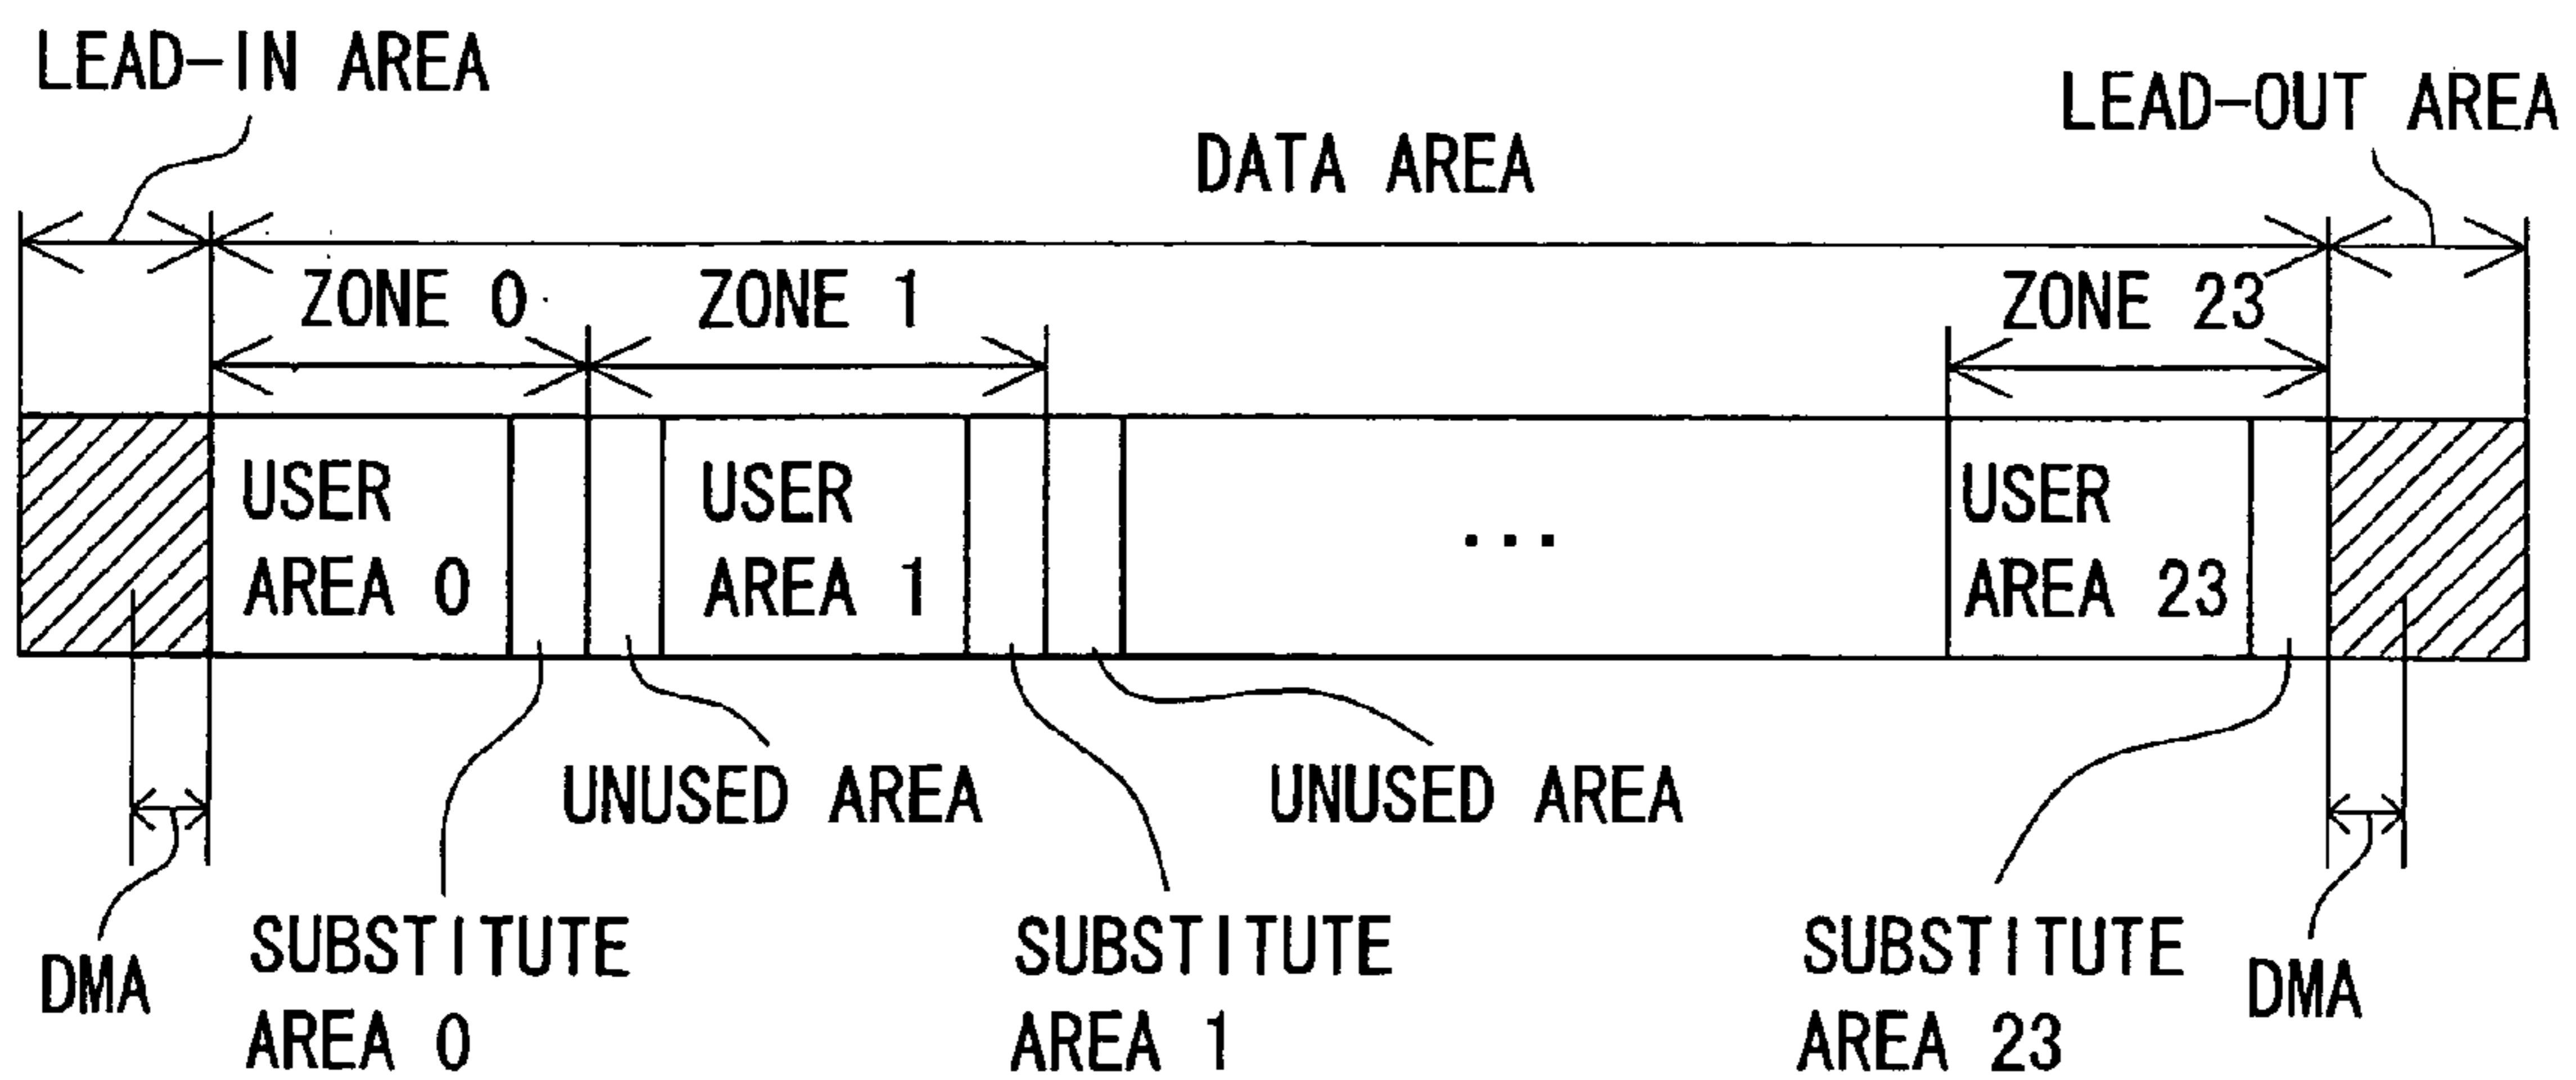 LEAD-IN AREA
LEAD-OUT AREA
DATA AREA
ZONE 0
ZONE 1
ZONE 23
USER
AREA 0
USER
AREA 1
...
USER
AREA 23
UNUSED AREA
UNUSED AREA
DMA
SUBSTITUTE
AREA 0
SUBSTITUTE
AREA 1
SUBSTITUTE
AREA 23
DMA